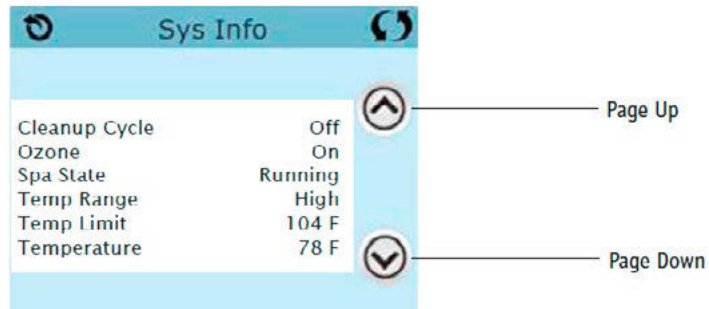 Sys Info
Cleanup Cycle Off
Ozone On
Spa State Running
Temp Range High
Temp Limit 104 F
Temperature 78 F
Page Up
Page Down